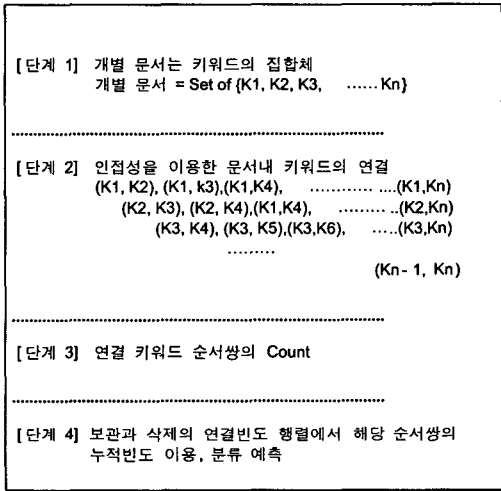 [단계 1] 개별 문서는 키워드의 집합체
개별 문서 = Set of {K1, K2, K3, ...... Kn}
[단계 2] 인접성을 이용한 문서내 키워드의 연결
(K1, K2), (K1, k3),(K1,K4), ............ ....(K1,Kn)
(K2, K3), (K2, K4),(K1,K4), ......... ..(K2,Kn)
(K3, K4), (K3, K5),(K3,K6), .....(K3,Kn)
.........
(Kn- 1, Kn)
[단계 3] 연결 키워드 순서쌍의 Count
[단계 4] 보관과 삭제의 연결빈도 행렬에서 해당 순서쌍의
누적빈도 이용, 분류 예측